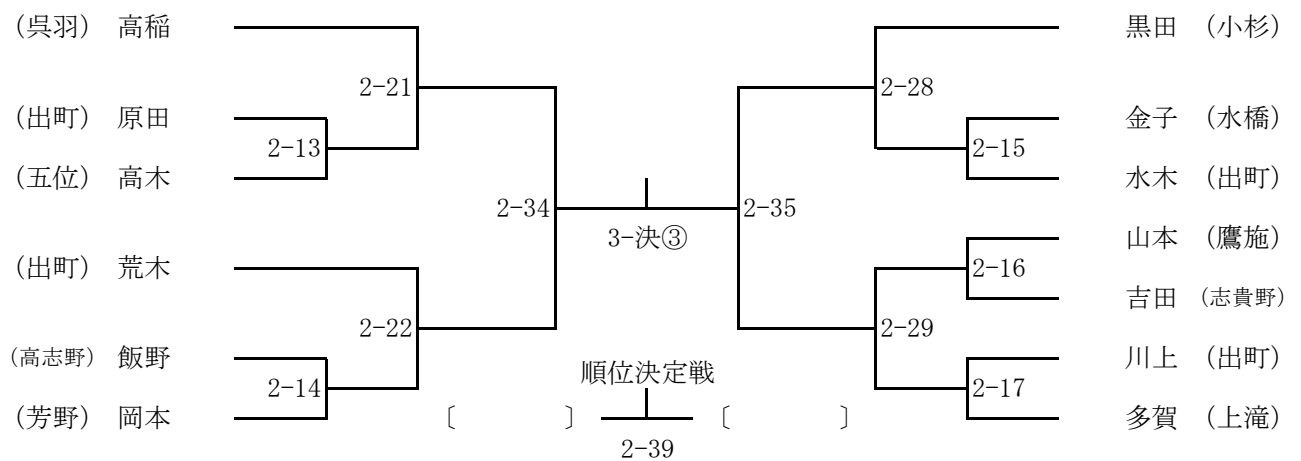 （呉羽） 高稲
黒田 （小杉）
2-21
2-28
（出町） 原田
金子 （水橋）
2-13
2-15
（五位） 高木
水木 （出町）
2-34
2-35
3-決③
山本 （鷹施）
（出町） 荒木
2-16
吉田 （志貴野）
2-22
2-29
（高志野） 飯野
川上 （出町）
順位決定戦
2-14
2-17
（芳野） 岡本
〔 〕 〔 〕
多賀 （上滝）
2-39